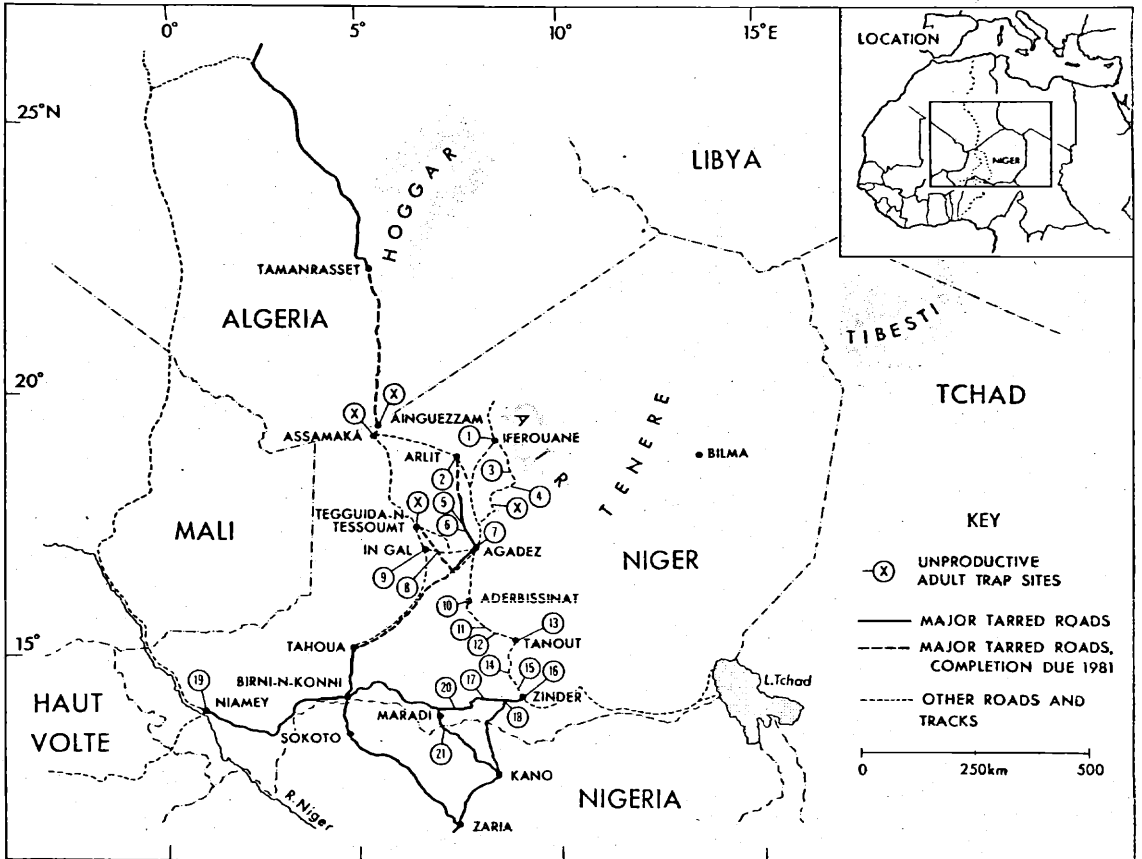 0°
5°
10°
15°E
LOCATION
NIGER
25°N
LIBYA
HOGGAR
TAMANRASSET
ALGERIA
TIBESTI
20°
TCHAD
X
X
AINGUEZZAM
ASSAMAKA
AIR
1
IFEROUANE
ARLIT
TENERE
BILMA
2
3
4
X
5
X
TEGGUIDA-N-
TESSOUMT
6
7
KEY
MALI
IN GAL
AGADEZ
NIGER
X
UNPRODUCTIVE
ADULT TRAP SITES
9
8
10
ADERBISSINAT
MAJOR TARRED ROADS
11
12
13
TANOUT
15°
TAHOUA
MAJOR TARRED ROADS,
COMPLETION DUE 1981
14
15
16
BIRNI-N-KONNI
17
ZINDER
L.Tchad
19
NIAMEY
20
OTHER ROADS AND
TRACKS
HAUT
VOLTE
MARADI
18
SOKOTO
21
0
250km
500
KANO
R.Niger
NIGERIA
ZARIA